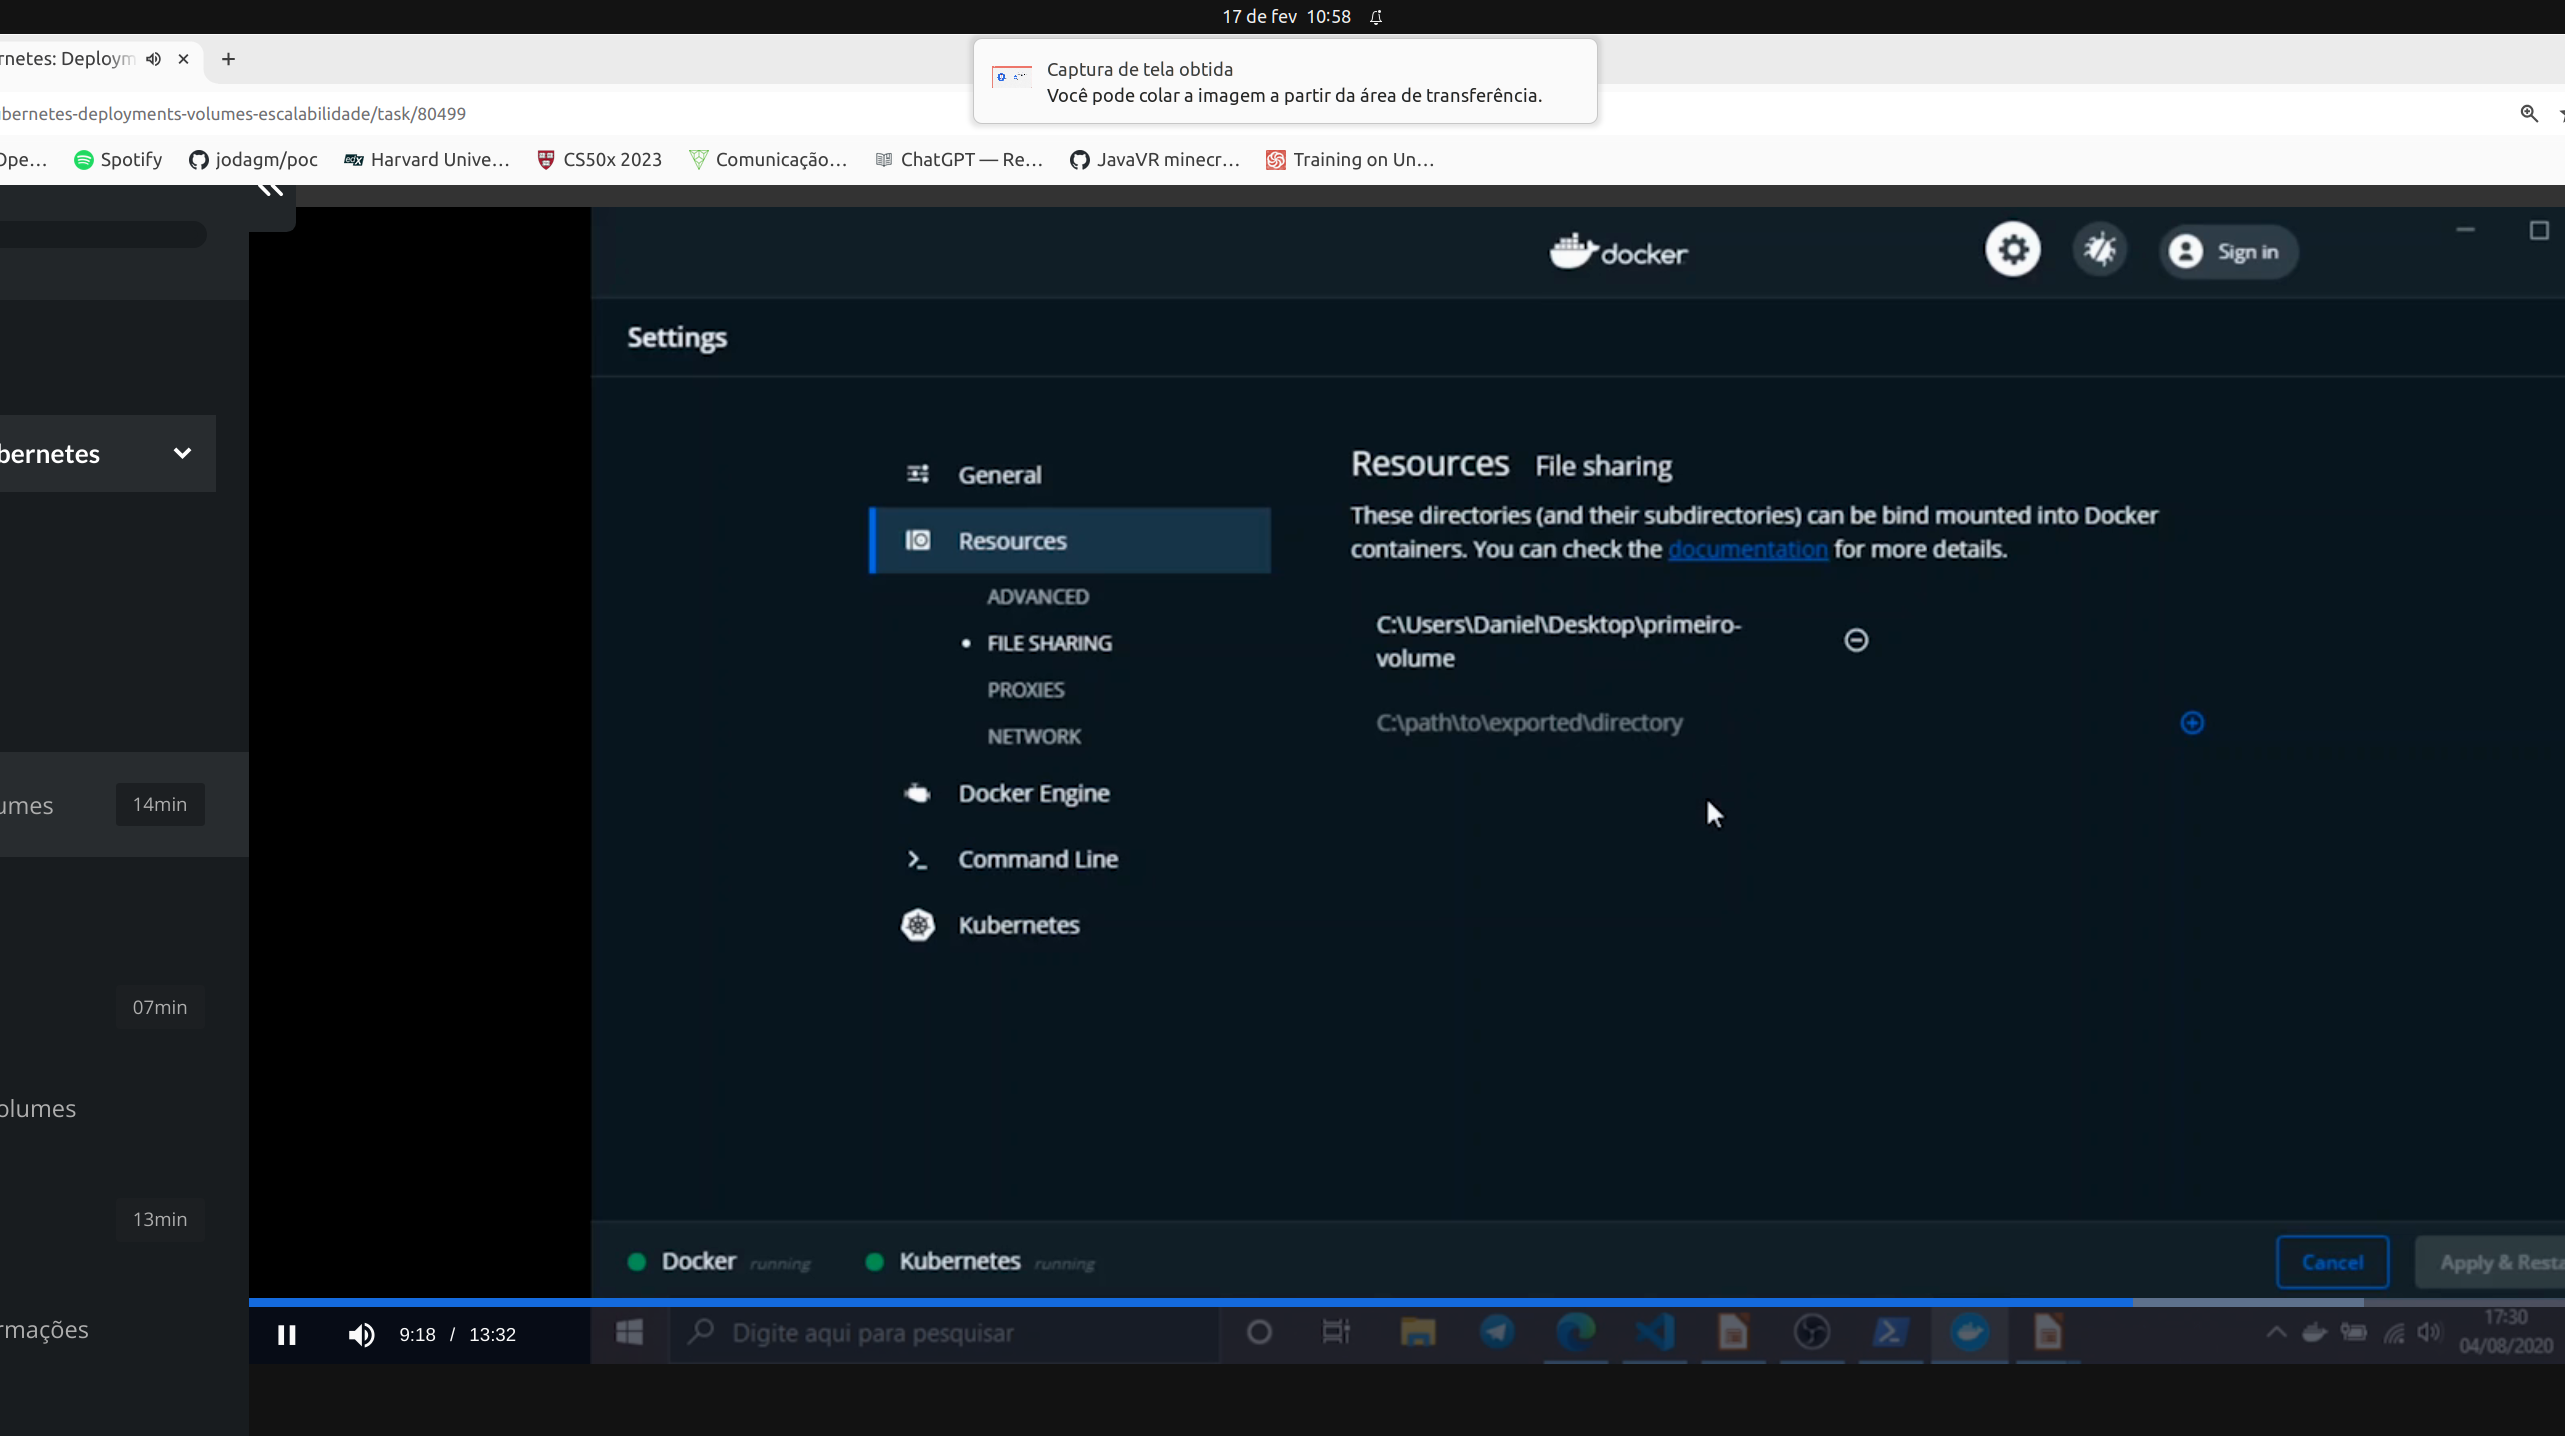 17 de fev 10:58
rnetes: Deploym
Captura de tela obtida
Você pode colar a imagem a partir da área de transferência.
bernetes-deployments-volumes-escalabilidade/task/80499
Ope...
Spotify
jodagm/poc
edX
Harvard Unive...
CS50x 2023
Comunicação...
ChatGPT — Re...
JavaVR minecr...
Training on Un...
docker
Sign in
Settings
bernetes
General
Resources
ADVANCED
FILE SHARING
PROXIES
NETWORK
Docker Engine
Command Line
Kubernetes
Resources File sharing
These directories (and their subdirectories) can be bind mounted into Docker
containers. You can check the documentation for more details.
C:\Users\Daniel\Desktop\primeiro-
volume
C:\path\to\exported\directory
umes
14min
07min
olumes
13min
rmações
Docker running
Kubernetes running
Cancel
Apply & Resta
9:18 / 13:32
Digite aqui para pesquisar
17:30
04/08/2020